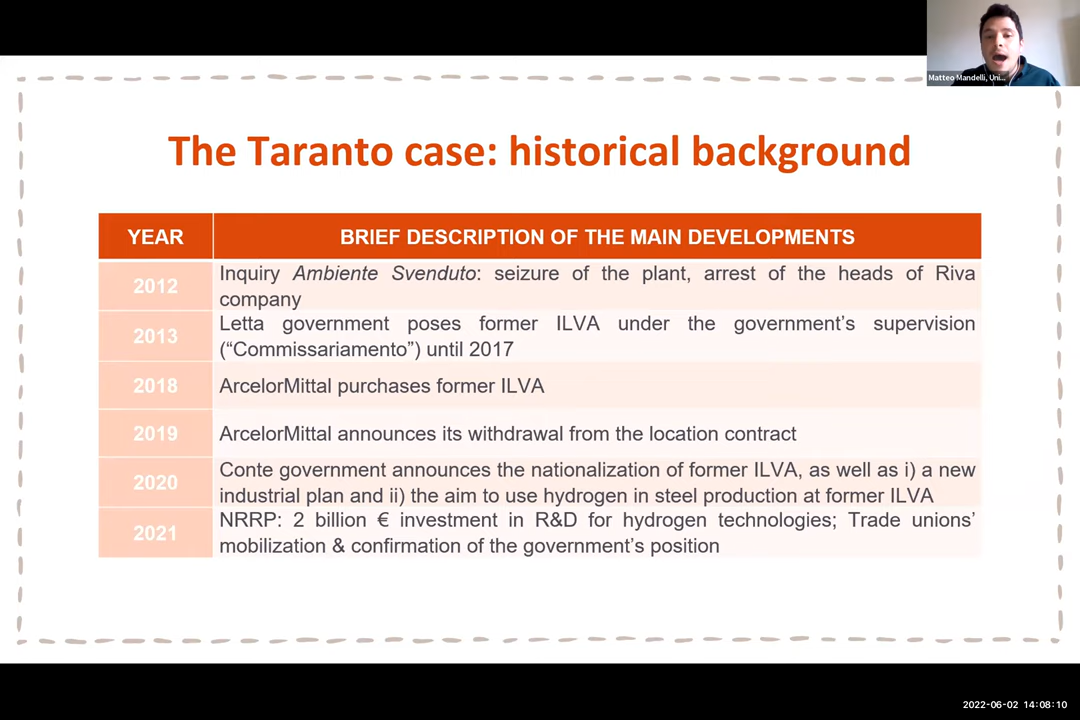 Matteo Mandelli, Uni...
The Taranto case: historical background
YEAR
BRIEF DESCRIPTION OF THE MAIN DEVELOPMENTS
2012
Inquiry Ambiente Svenduto: seizure of the plant, arrest of the heads of Riva
company
2013
Letta government poses former ILVA under the government's supervision
(“Commissariamento”) until 2017
2018
ArcelorMittal purchases former ILVA
2019
ArcelorMittal announces its withdrawal from the location contract
2020
Conte government announces the nationalization of former ILVA, as well as i) a new
industrial plan and ii) the aim to use hydrogen in steel production at former ILVA
2021
NRRP: 2 billion € investment in R&D for hydrogen technologies; Trade unions'
mobilization & confirmation of the government's position
2022-06-02 14:08:10